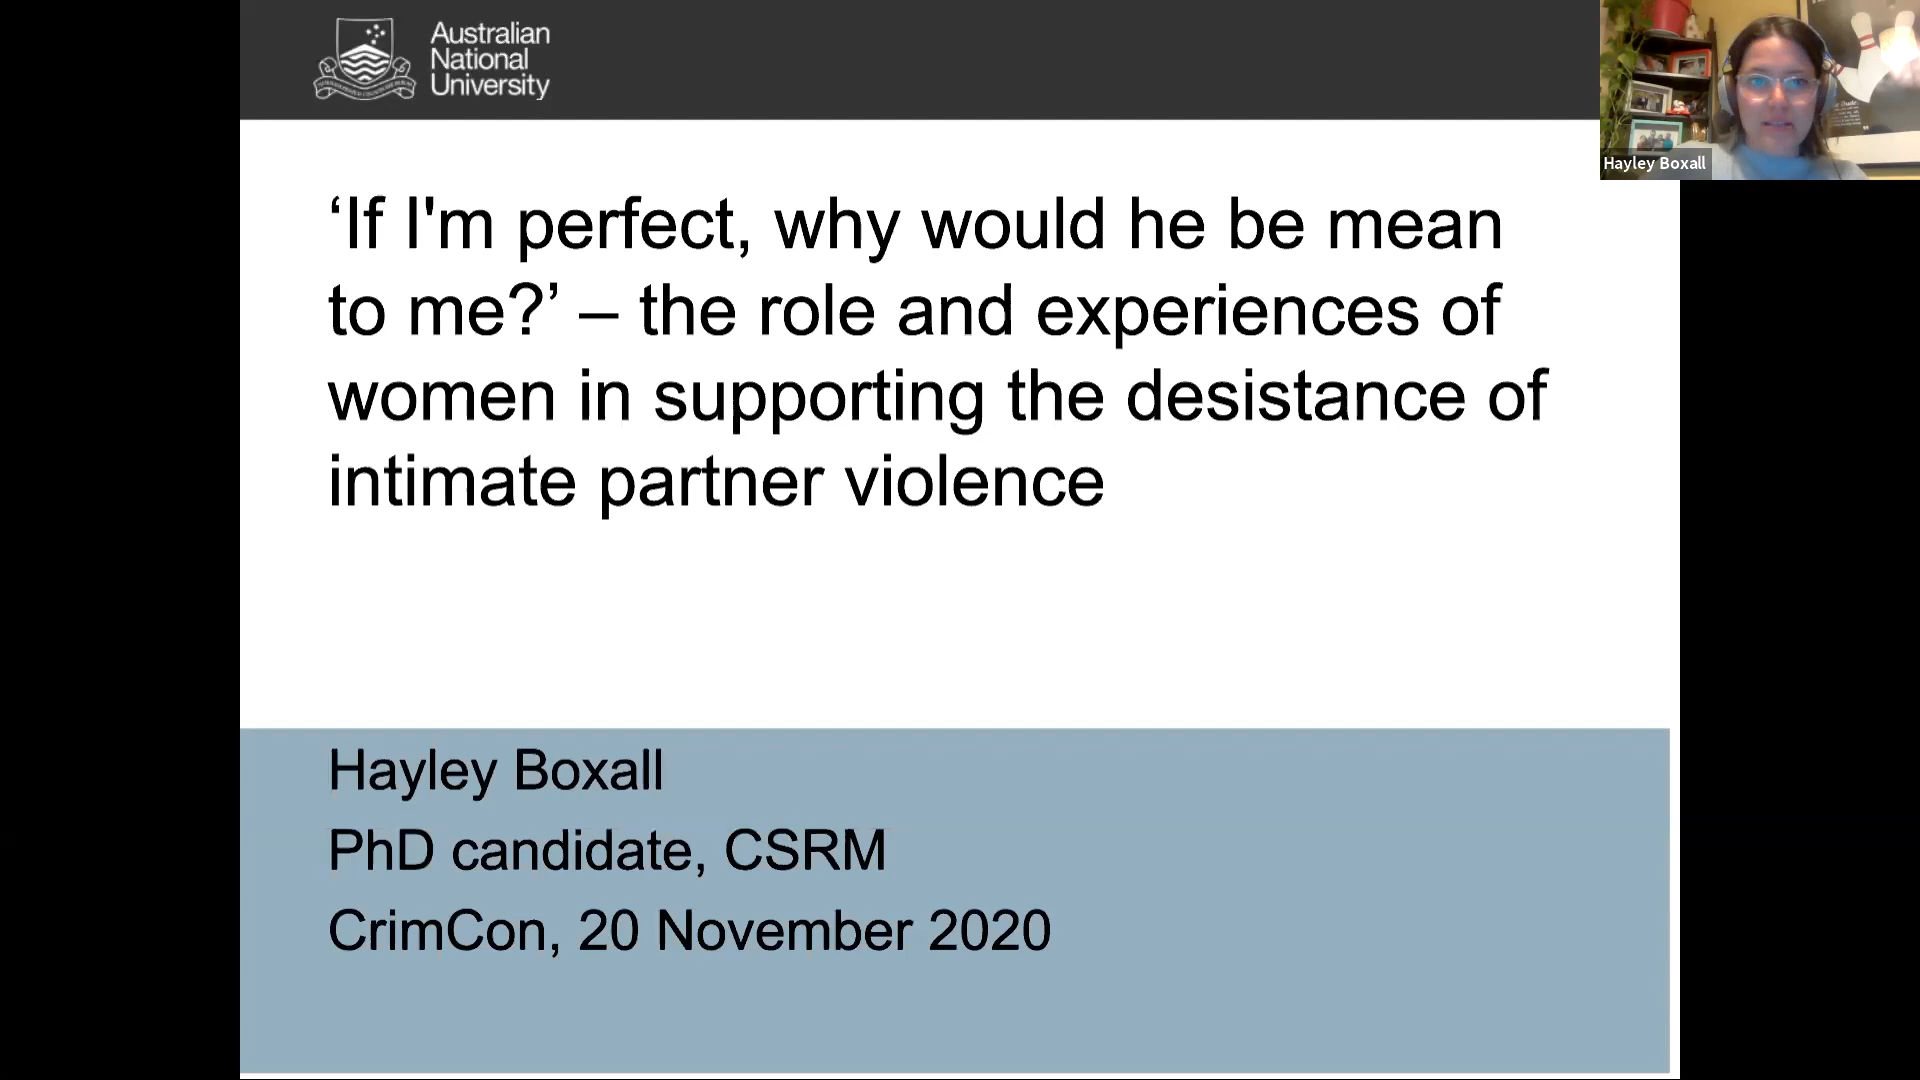 Australian
National
University
‘If I'm perfect, why would he be mean
to me?’ – the role and experiences of
women in supporting the desistance of
intimate partner violence
Hayley Boxall
PhD candidate, CSRM
CrimCon, 20 November 2020
Hayley Boxall